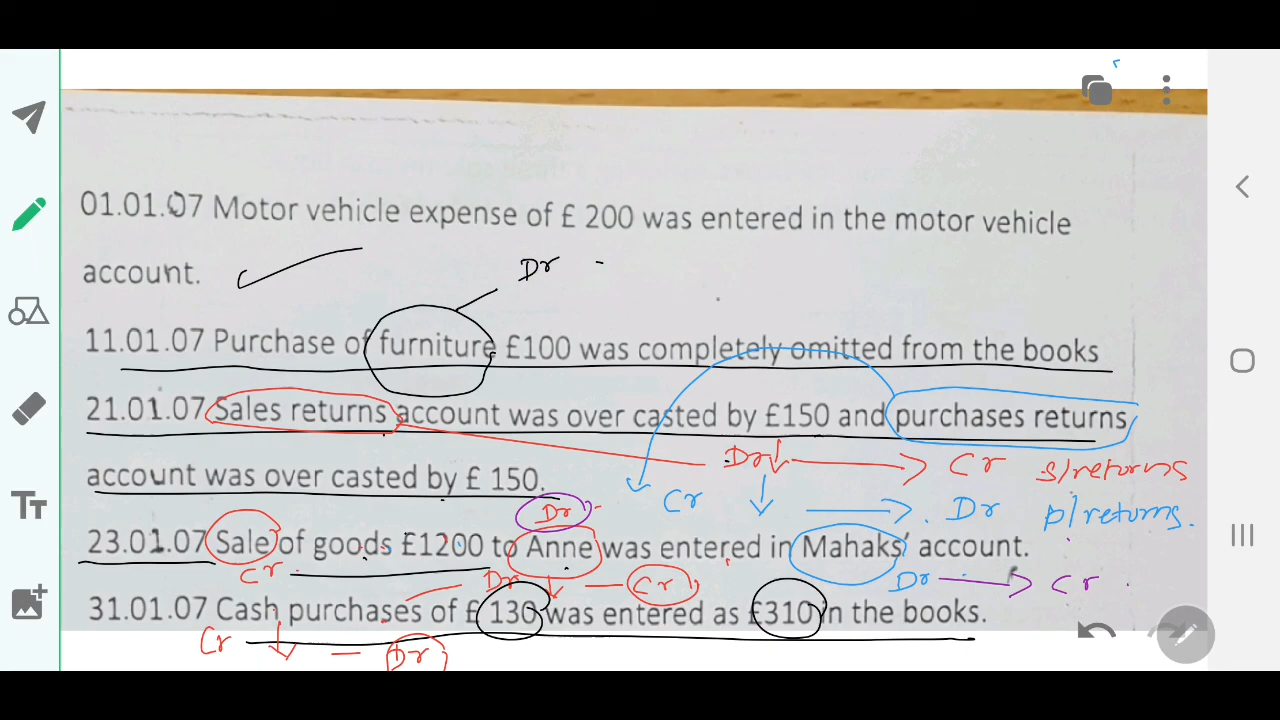 01.01.07 Motor vehicle expense of £ 200 was entered in the motor vehicle
account.
Dr -
11.01.07 Purchase of furniture £100 was completely omitted from the books
21.01.07 Sales returns account was over casted by £150 and purchases returns
Dr ↓ → Cr s/returns
account was over casted by £ 150.
Cr ↓ → Dr p/returns.
Dr -
23.01.07 Sale of goods £1200 to Anne was entered in Mahaks' account.
Cr Dr ↓ - Cr Dr → Cr
31.01.07 Cash purchases of £ 130 was entered as £310 in the books.
Cr ↓ - Dr
Tt